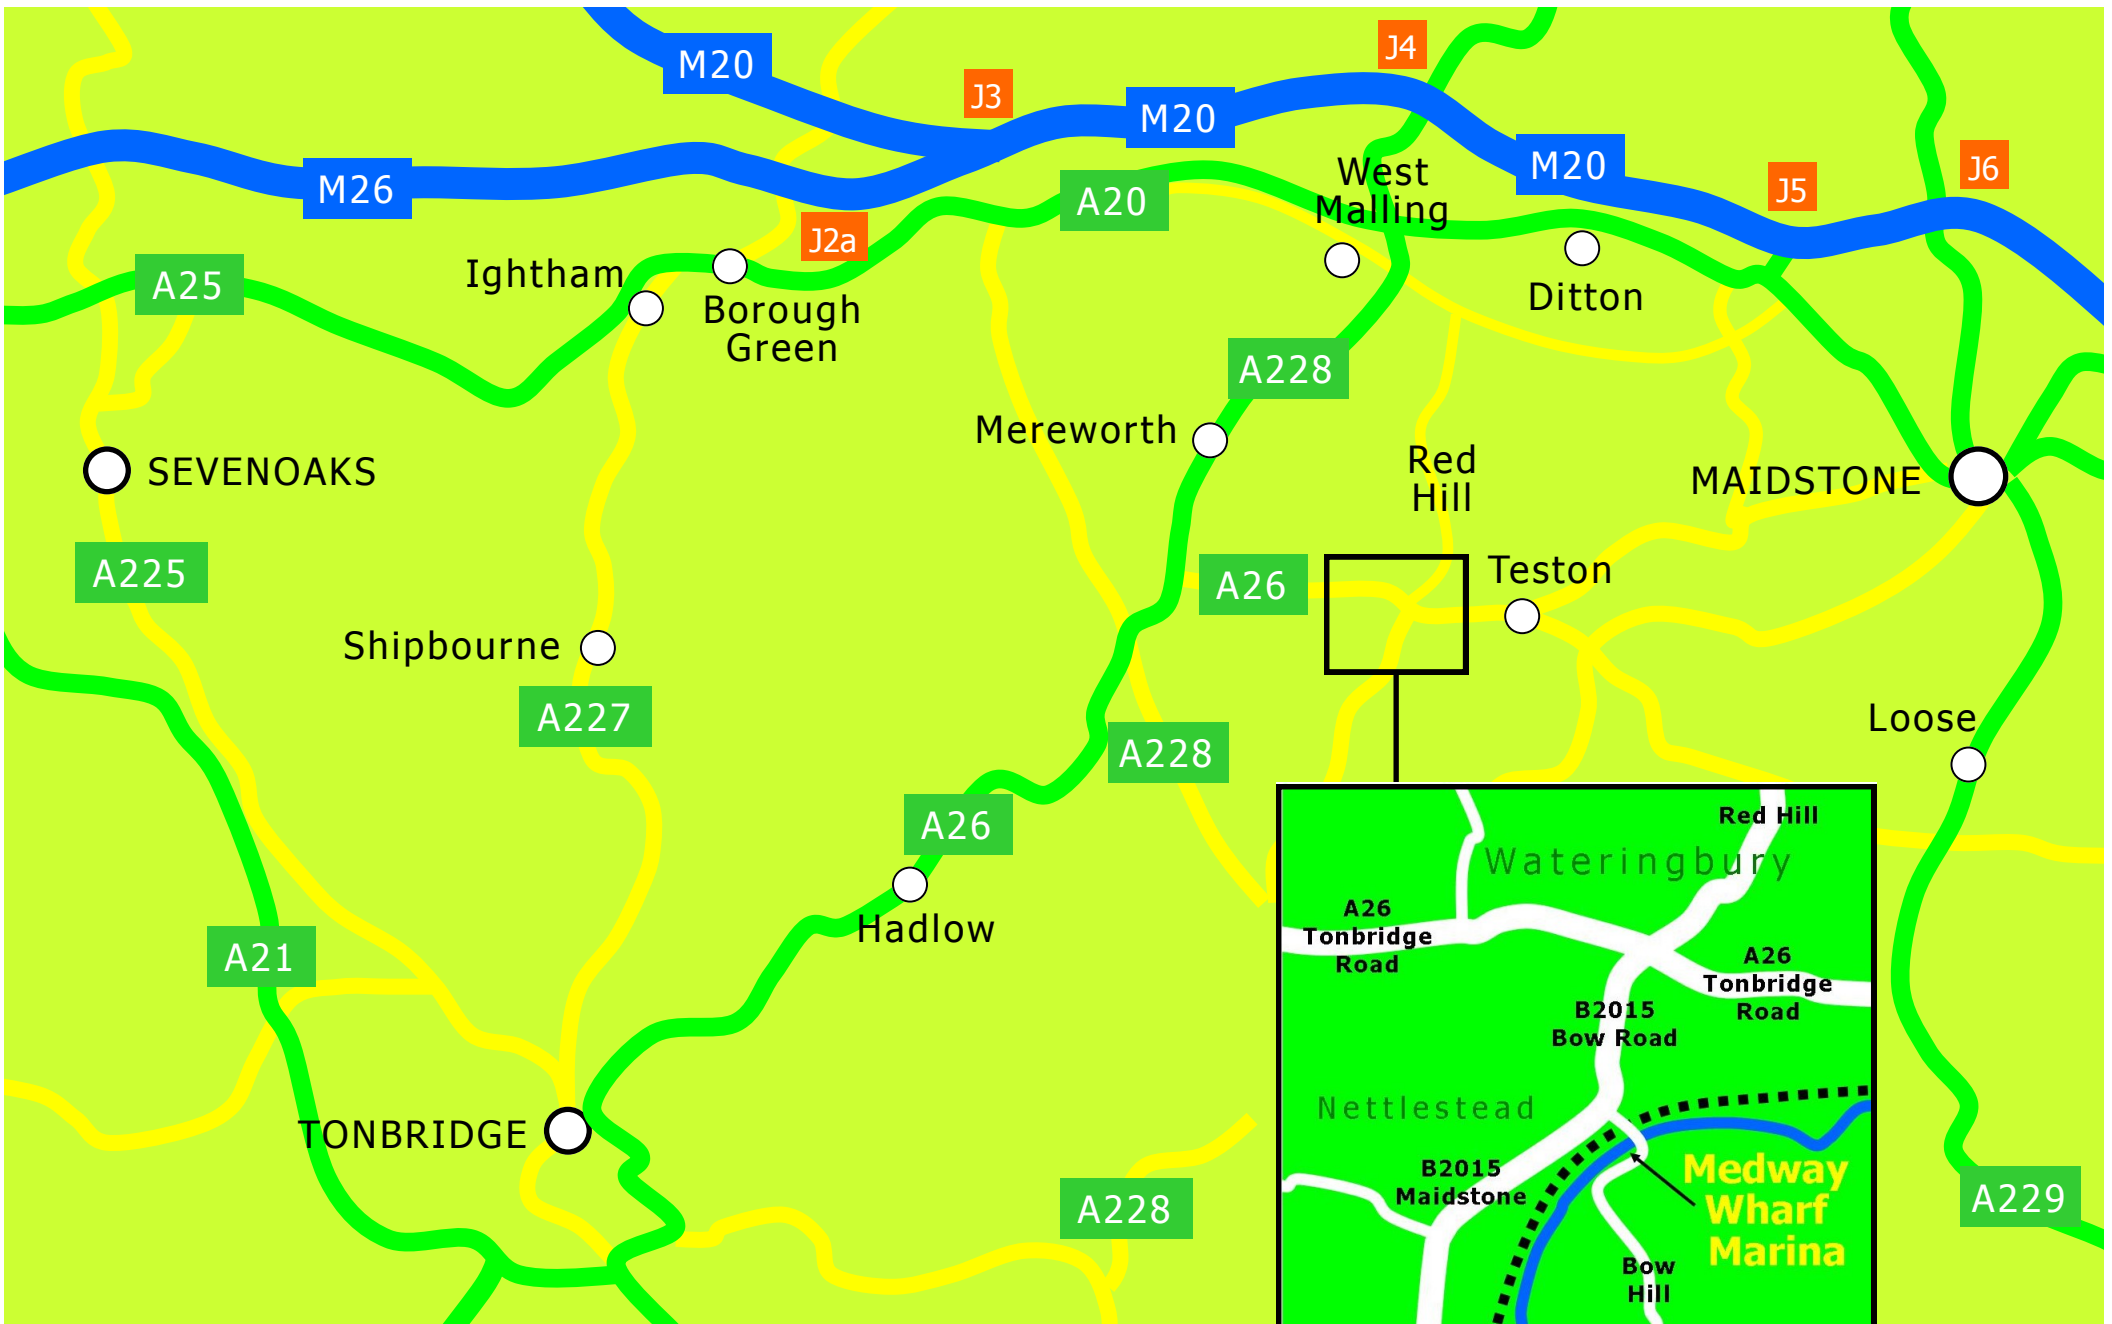 J4
M20
J3
M20
M20
J6
West
Malling
J5
M26
A20
J2a
Ightham
A25
Ditton
Borough
Green
A228
Mereworth
Red
Hill
SEVENOAKS
MAIDSTONE
A225
A26
Teston
Shipbourne
A227
Loose
A228
A26
Hadlow
A21
TONBRIDGE
A228
A229
Red Hill
Wateringbury
A26
Tonbridge
Road
A26
Tonbridge
Road
B2015
Bow Road
Nettlestead
B2015
Maidstone
Medway
Wharf
Marina
Bow
Hill